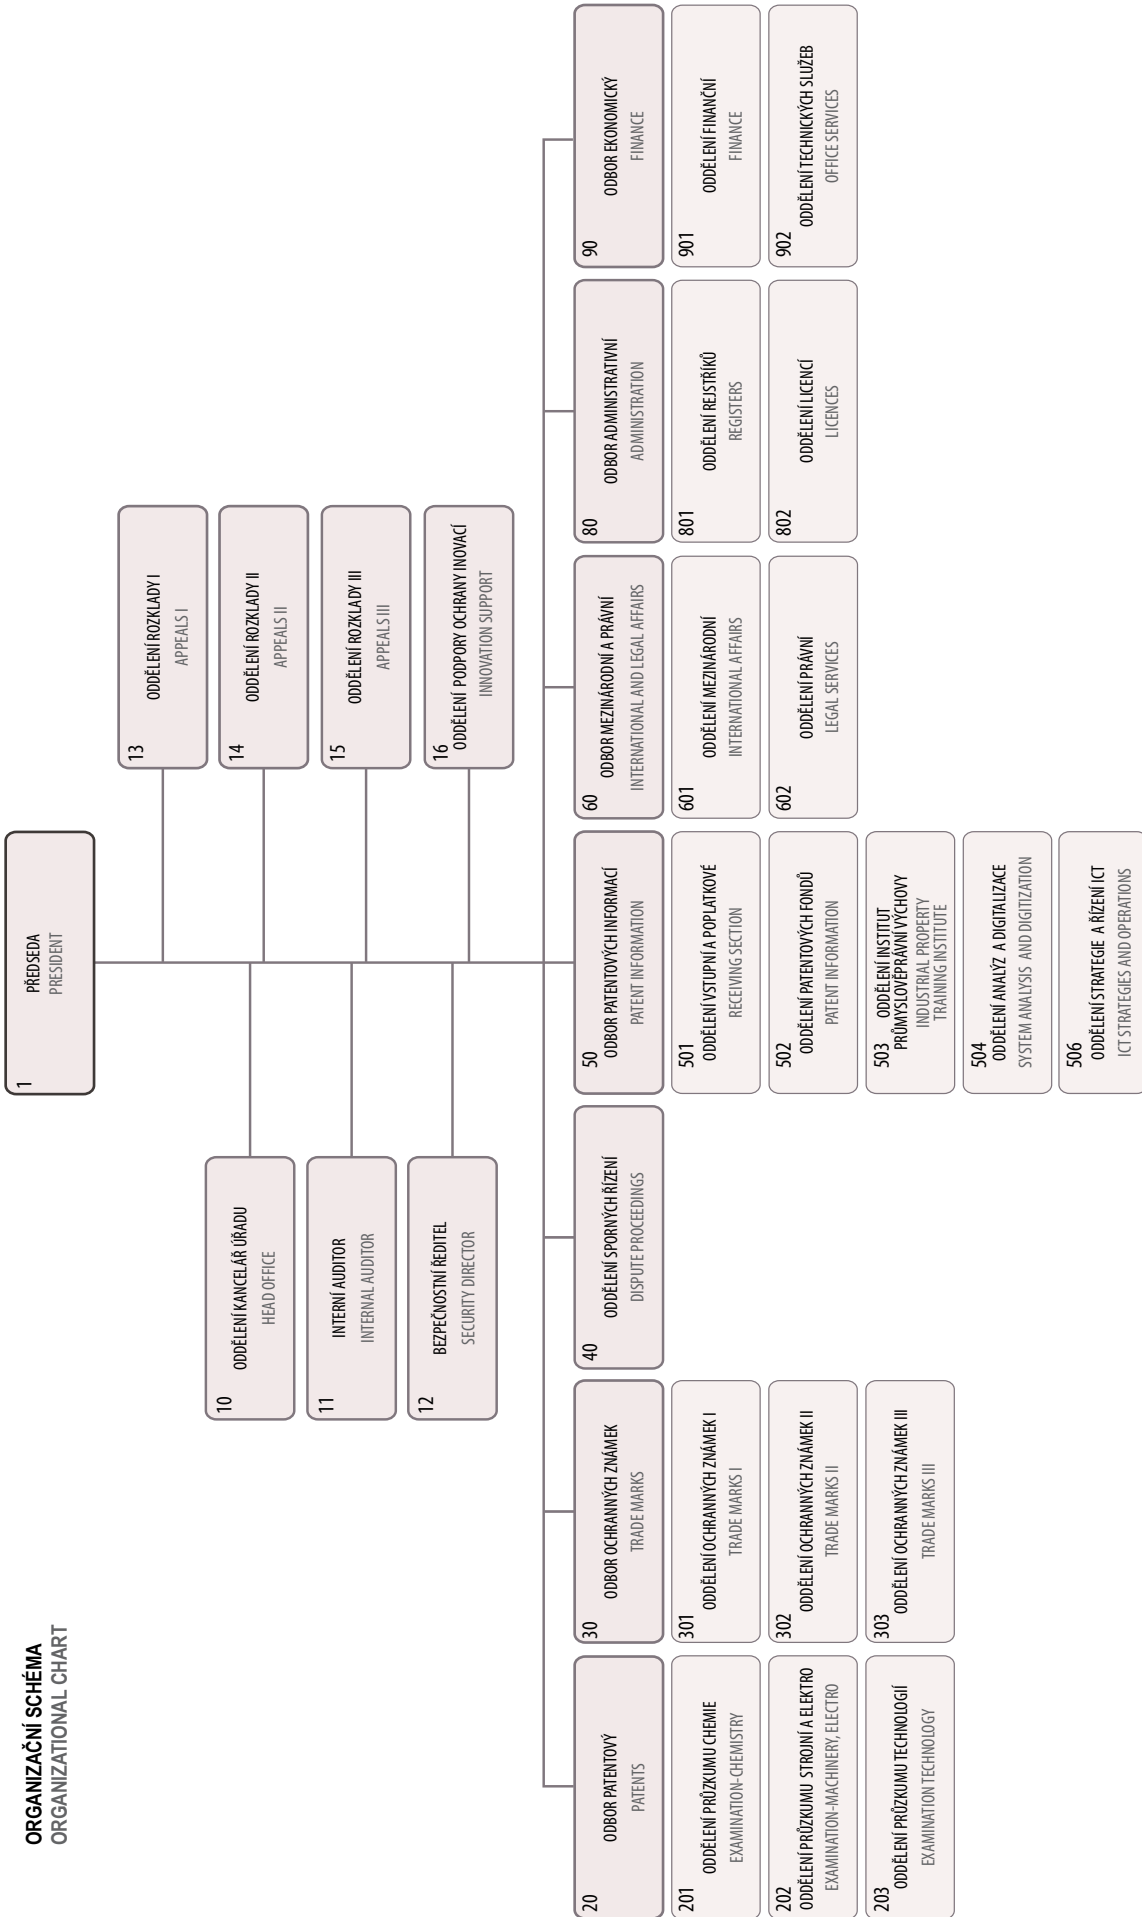 ORGANIZAČNÍ SCHÉMA
ORGANIZATIONAL CHART
1
PŘEDSEDA
PRESIDENT
10
ODDĚLENÍ KANCELÁŘ ÚŘADU
HEAD OFFICE
11
INTERNÍ AUDITOR
INTERNAL AUDITOR
12
BEZPEČNOSTNÍ ŘEDITEL
SECURITY DIRECTOR
13
ODDĚLENÍ ROZKLADY I
APPEALS I
14
ODDĚLENÍ ROZKLADY II
APPEALS II
15
ODDĚLENÍ ROZKLADY III
APPEALS III
16
ODDĚLENÍ PODPORY OCHRANY INOVACÍ
INNOVATION SUPPORT
20
ODBOR PATENTOVÝ
PATENTS
201
ODDĚLENÍ PRŮZKUMU CHEMIE
EXAMINATION-CHEMISTRY
202
ODDĚLENÍ PRŮZKUMU STROJNÍ A ELEKTRO
EXAMINATION-MACHINERY, ELECTRO
203
ODDĚLENÍ PRŮZKUMU TECHNOLOGIÍ
EXAMINATION TECHNOLOGY
30
ODBOR OCHRANNÝCH ZNÁMEK
TRADE MARKS
301
ODDĚLENÍ OCHRANNÝCH ZNÁMEK I
TRADE MARKS I
302
ODDĚLENÍ OCHRANNÝCH ZNÁMEK II
TRADE MARKS II
303
ODDĚLENÍ OCHRANNÝCH ZNÁMEK III
TRADE MARKS III
40
ODDĚLENÍ SPORNÝCH ŘÍZENÍ
DISPUTE PROCEEDINGS
50
ODBOR PATENTOVÝCH INFORMACÍ
PATENT INFORMATION
501
ODDĚLENÍ VSTUPNÍ A POPLATKOVÉ
RECEIVING SECTION
502
ODDĚLENÍ PATENTOVÝCH FONDŮ
PATENT INFORMATION
503 ODDĚLENÍ INSTITUT
PRŮMYSLOVĚPRÁVNÍ VÝCHOVY
INDUSTRIAL PROPERTY
TRAINING INSTITUTE
504
ODDĚLENÍ ANALÝZ A DIGITALIZACE
SYSTEM ANALYSIS AND DIGITIZATION
506
ODDĚLENÍ STRATEGIE A ŘÍZENÍ ICT
ICT STRATEGIES AND OPERATIONS
60
ODBOR MEZINÁRODNÍ A PRÁVNÍ
INTERNATIONAL AND LEGAL AFFAIRS
601
ODDĚLENÍ MEZINÁRODNÍ
INTERNATIONAL AFFAIRS
602
ODDĚLENÍ PRÁVNÍ
LEGAL SERVICES
80
ODBOR ADMINISTRATIVNÍ
ADMINISTRATION
801
ODDĚLENÍ REJSTŘÍKŮ
REGISTERS
802
ODDĚLENÍ LICENCÍ
LICENCES
90
ODBOR EKONOMICKÝ
FINANCE
901
ODDĚLENÍ FINANČNÍ
FINANCE
902
ODDĚLENÍ TECHNICKÝCH SLUŽEB
OFFICE SERVICES